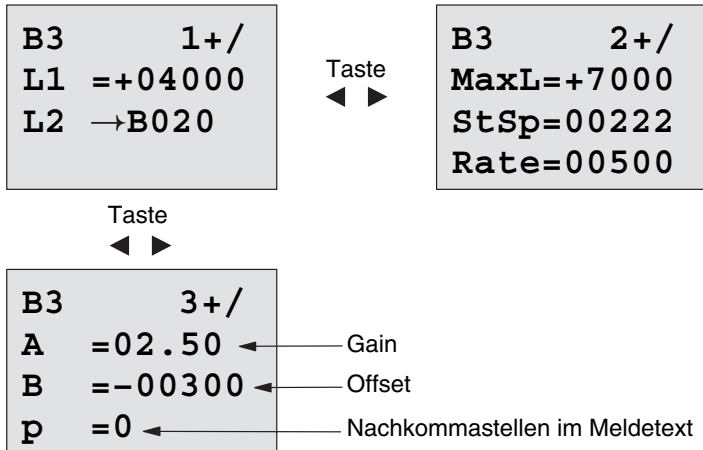 B3 1+/
L1 =+04000
L2 →B020
Taste
B3 2+/
MaxL=+7000
StSp=00222
Rate=00500
Taste
B3 3+/
A =02.50
Gain
B =-00300
Offset
p =0
Nachkommastellen im Meldetext